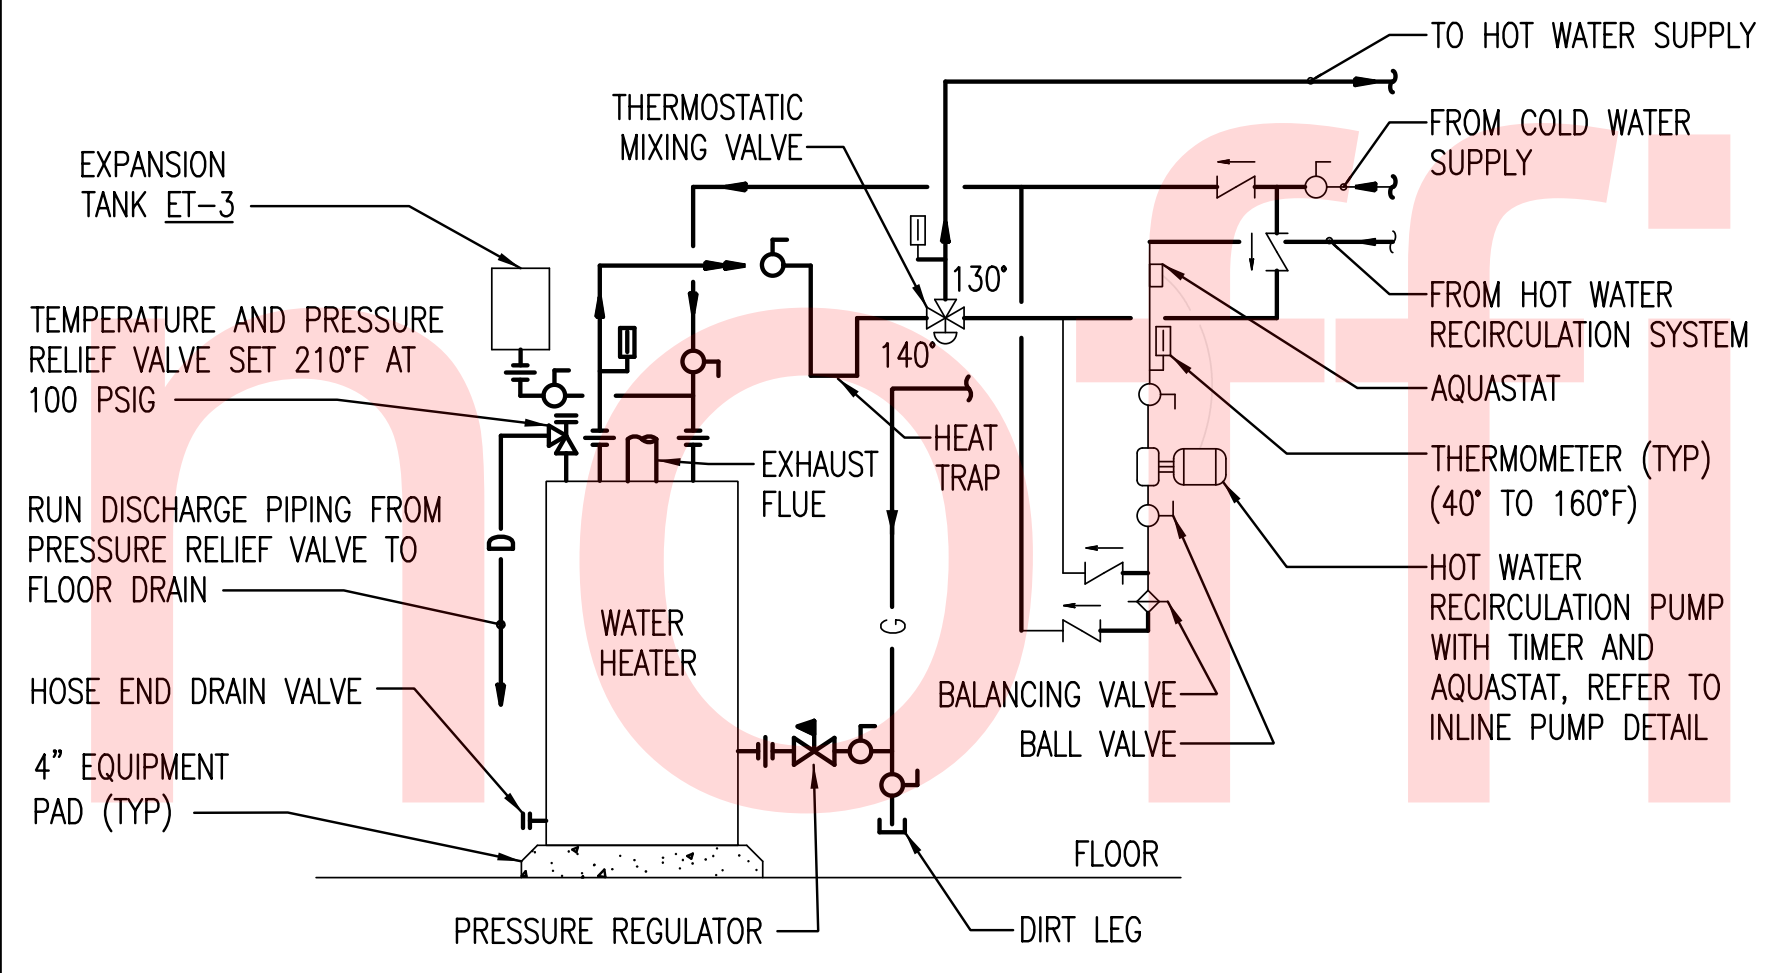 TO HOT WATER SUPPLY
THERMOSTATIC
MIXING VALVE
FROM COLD WATER
SUPPLY
EXPANSION
TANK ET-3
130°
FROM HOT WATER
RECIRCULATION SYSTEM
TEMPERATURE AND PRESSURE
RELIEF VALVE SET 210°F AT
100 PSIG
140°
AQUASTAT
HEAT
TRAP
EXHAUST
FLUE
THERMOMETER (TYP)
(40° TO 160°F)
RUN DISCHARGE PIPING FROM
PRESSURE RELIEF VALVE TO
FLOOR DRAIN
D
HOT WATER
RECIRCULATION PUMP
WITH TIMER AND
AQUASTAT, REFER TO
INLINE PUMP DETAIL
WATER
HEATER
G
HOSE END DRAIN VALVE
BALANCING VALVE
BALL VALVE
4" EQUIPMENT
PAD (TYP)
FLOOR
PRESSURE REGULATOR
DIRT LEG
noffi